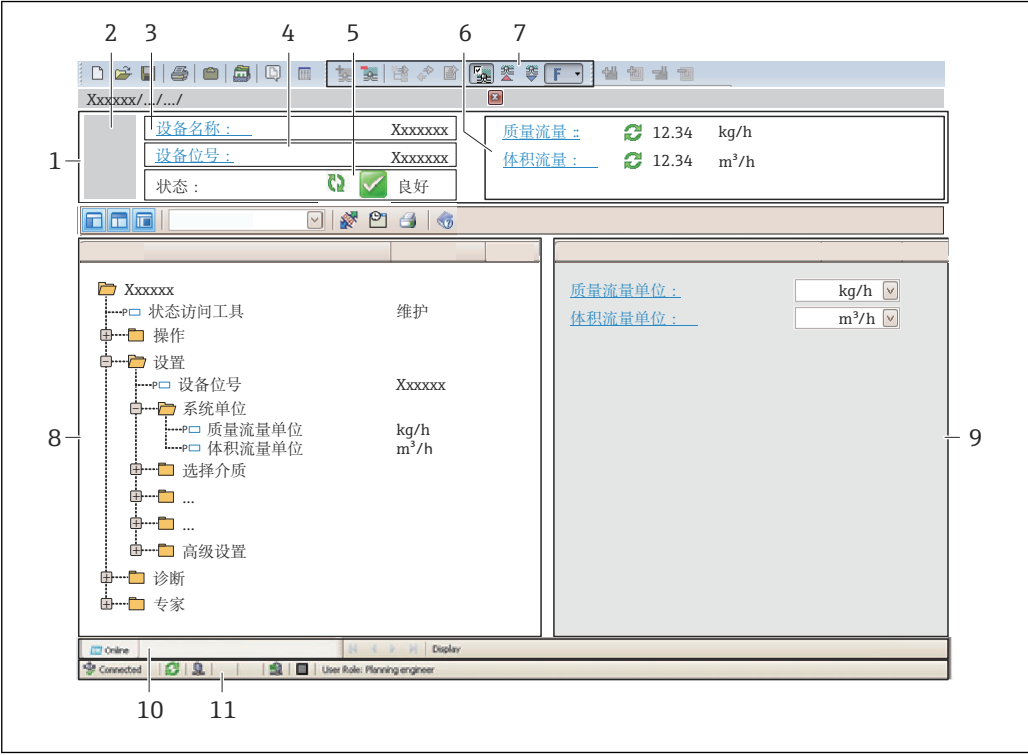 2 3 4 5 6 7
F
Xxxxxx/.../.../
1
设备名称： Xxxxxxx
设备位号： Xxxxxxx
状态： 良好
质量流量 :: 12.34 kg/h
体积流量： 12.34 m³/h
Xxxxxx
状态访问工具 维护
操作
设置
设备位号 Xxxxxx
系统单位
质量流量单位 kg/h
体积流量单位 m³/h
选择介质
...
...
高级设置
诊断
专家
质量流量单位： kg/h
体积流量单位： m³/h
8
9
Online Display
Connected User Role: Planning engineer
10 11